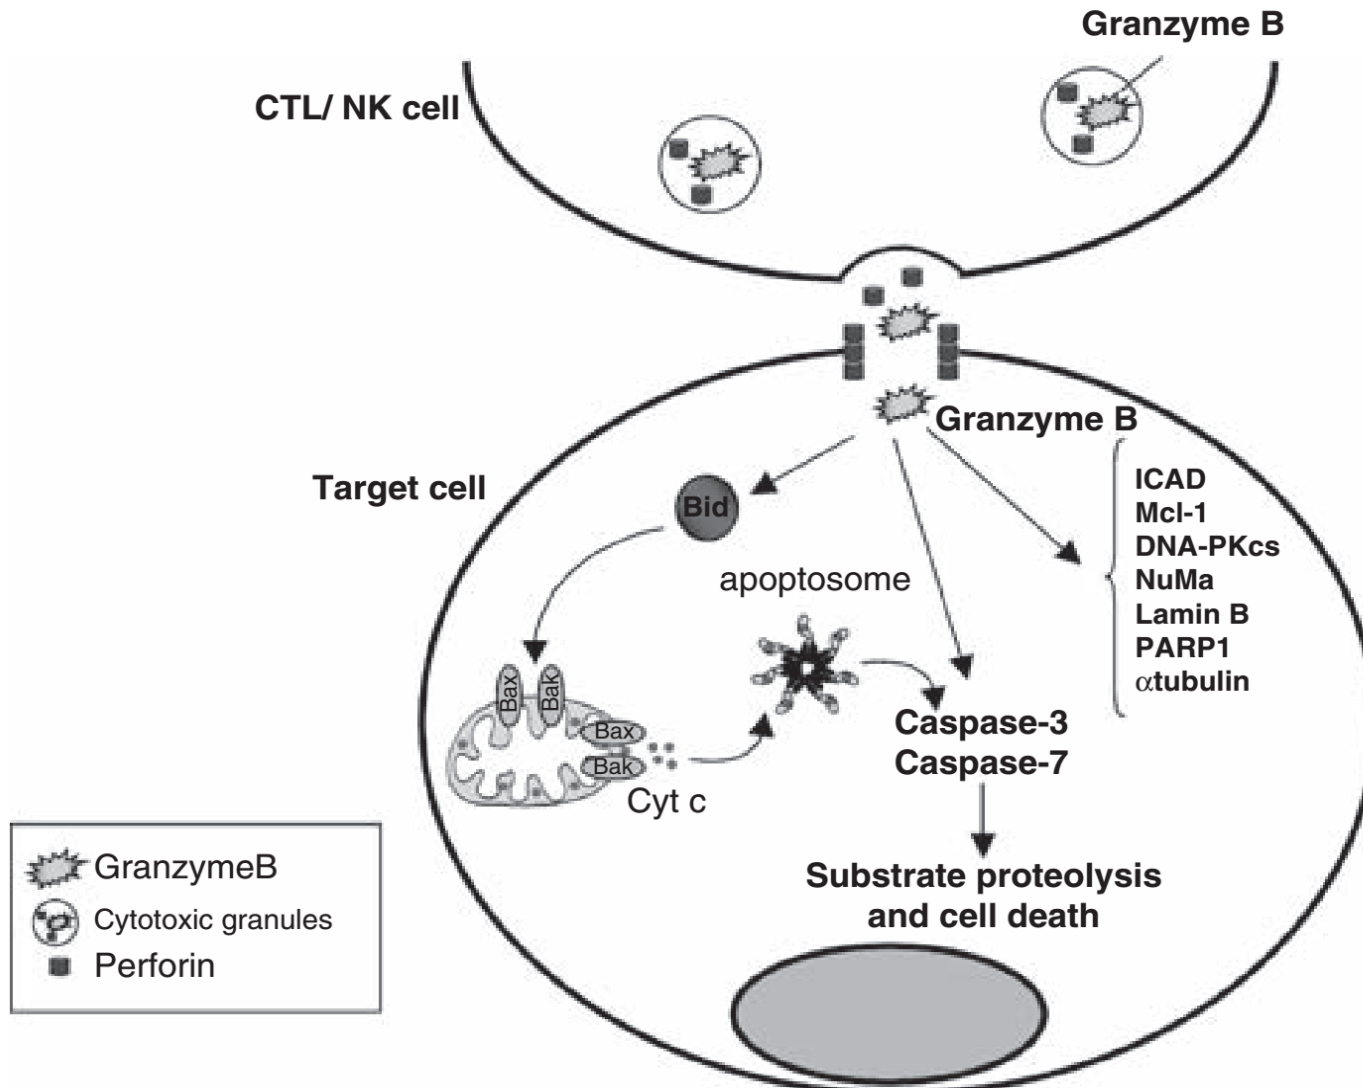 Granzyme B
CTL/ NK cell
Granzyme B
Target cell
Bid
ICAD
Mcl-1
DNA-PKcs
NuMa
Lamin B
PARP1
αtubulin
apoptosome
Bax
Bak
Bax
Bak
Cyt c
Caspase-3
Caspase-7
Substrate proteolysis
and cell death
GranzymeB
Cytotoxic granules
Perforin